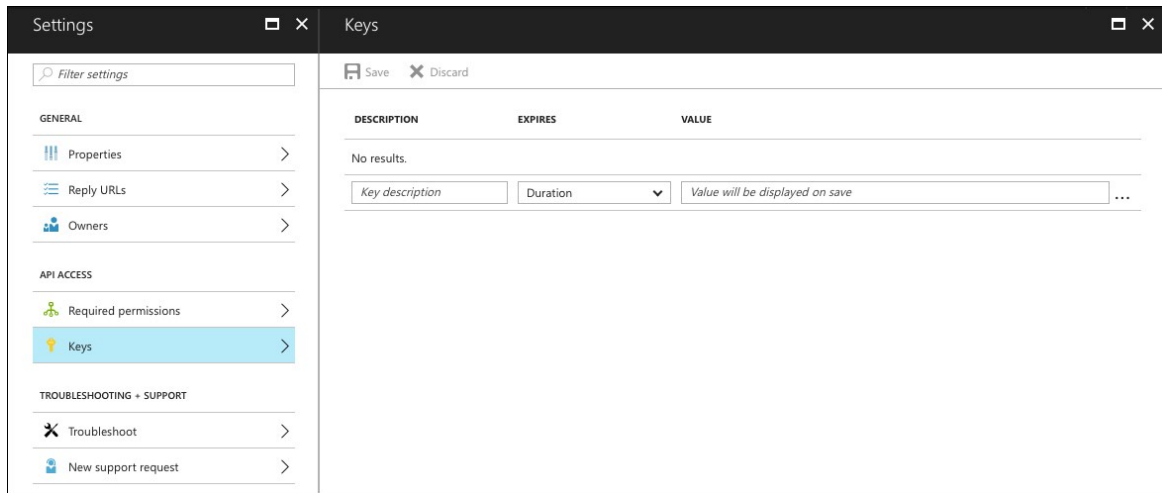 Settings
Filter settings
GENERAL
Properties
Reply URLs
Owners
API ACCESS
Required permissions
Keys
TROUBLESHOOTING + SUPPORT
Troubleshoot
New support request
Keys
Save Discard
DESCRIPTION EXPIRES VALUE
No results.
Key description Duration Value will be displayed on save ...